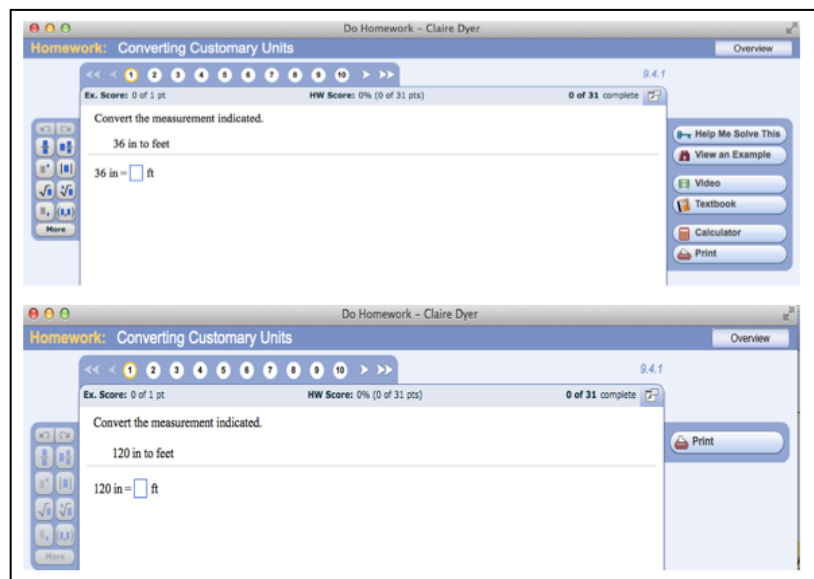 Do Homework - Claire Dyer
Homework: Converting Customary Units
Overview
<< < 1 2 3 4 5 6 7 8 9 10 > >>
9.4.1
Ex. Score: 0 of 1 pt HW Score: 0% (0 of 31 pts) 0 of 31 complete
Convert the measurement indicated.
36 in to feet
36 in = ft
More
Help Me Solve This
View an Example
Video
Textbook
Calculator
Print
Do Homework - Claire Dyer
Homework: Converting Customary Units
Overview
<< < 1 2 3 4 5 6 7 8 9 10 > >>
9.4.1
Ex. Score: 0 of 1 pt HW Score: 0% (0 of 31 pts) 0 of 31 complete
Convert the measurement indicated.
120 in to feet
120 in = ft
More
Print